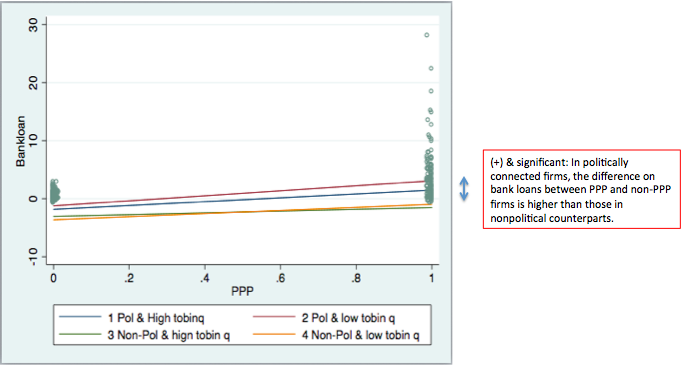 30
20
10
0
-10
Bankloan
0 .2 .4 .6 .8 1
PPP
1 Pol & High tobinq 2 Pol & low tobin q
3 Non-Pol & hign tobin q 4 Non-Pol & low tobin q
(+) & significant: In politically
connected firms, the difference on
bank loans between PPP and non-PPP
firms is higher than those in
nonpolitical counterparts.